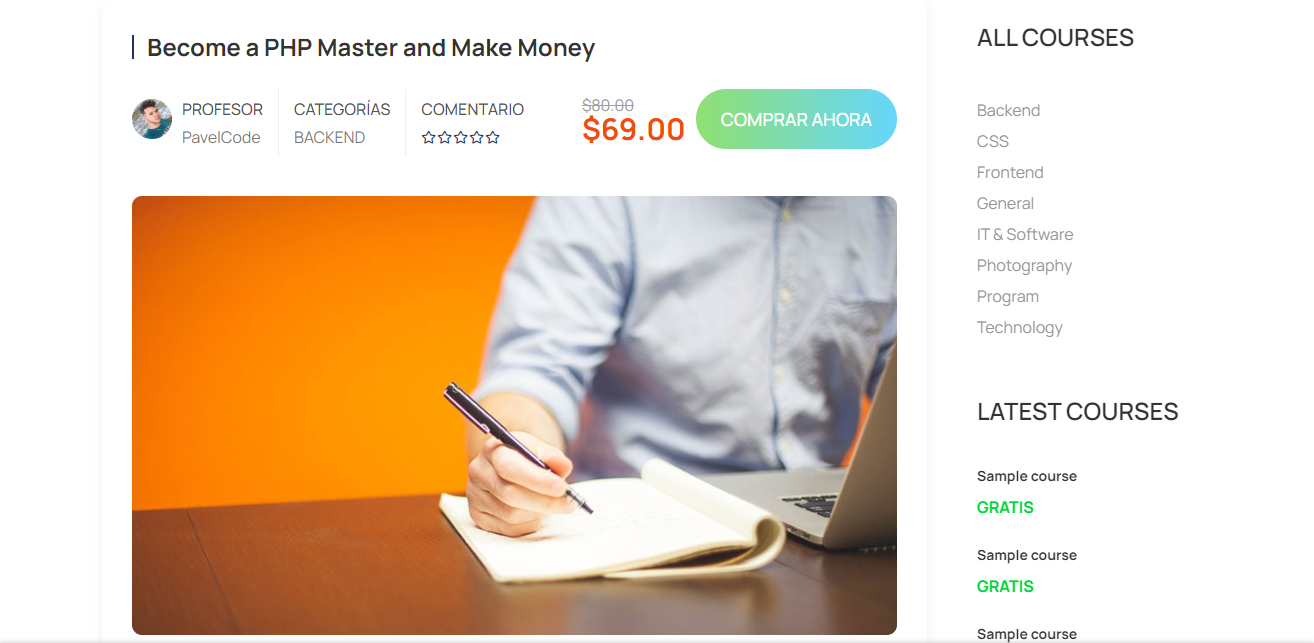 Become a PHP Master and Make Money
PROFESOR
PavelCode
CATEGORÍAS
BACKEND
COMENTARIO
$80.00
$69.00
COMPRAR AHORA
ALL COURSES
Backend
CSS
Frontend
General
IT & Software
Photography
Program
Technology
LATEST COURSES
Sample course
GRATIS
Sample course
GRATIS
Sample course